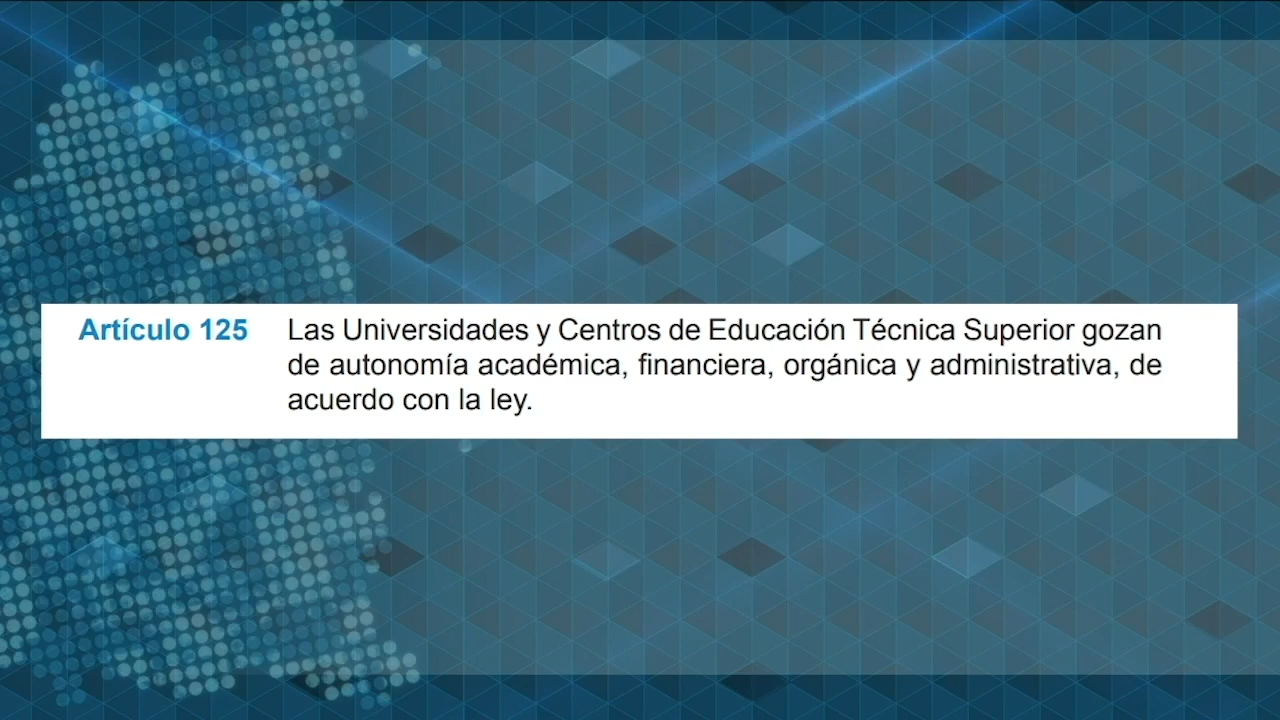 Artículo 125 Las Universidades y Centros de Educación Técnica Superior gozan
de autonomía académica, financiera, orgánica y administrativa, de
acuerdo con la ley.